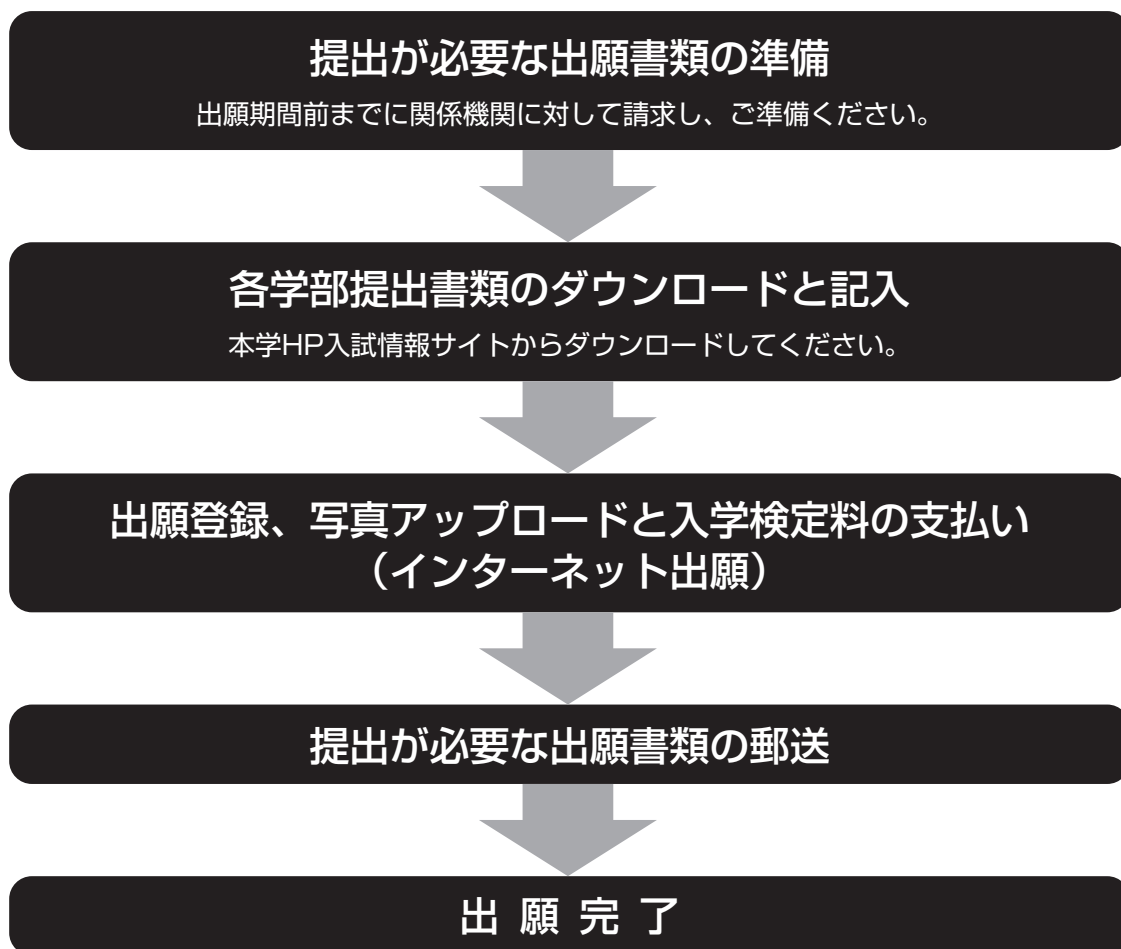 提出が必要な出願書類の準備
出願期間前までに関係機関に対して請求し、ご準備ください。
各学部提出書類のダウンロードと記入
本学HP入試情報サイトからダウンロードしてください。
出願登録、写真アップロードと入学検定料の支払い
（インターネット出願）
提出が必要な出願書類の郵送
出 願 完 了